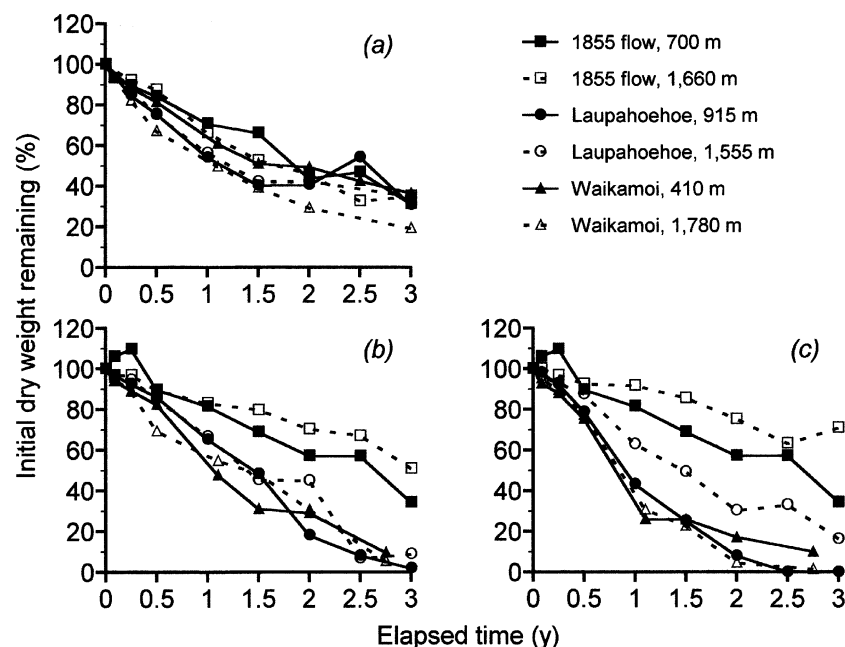 120
100
80
60
40
20
0
0 0.5 1 1.5 2 2.5 3
(a)
1855 flow, 700 m
1855 flow, 1,660 m
Laupahoehoe, 915 m
Laupahoehoe, 1,555 m
Waikamoi, 410 m
Waikamoi, 1,780 m
Initial dry weight remaining (%)
120
100
80
60
40
20
0
0 0.5 1 1.5 2 2.5 3
(b)
120
100
80
60
40
20
0
0 0.5 1 1.5 2 2.5 3
(c)
Elapsed time (y)